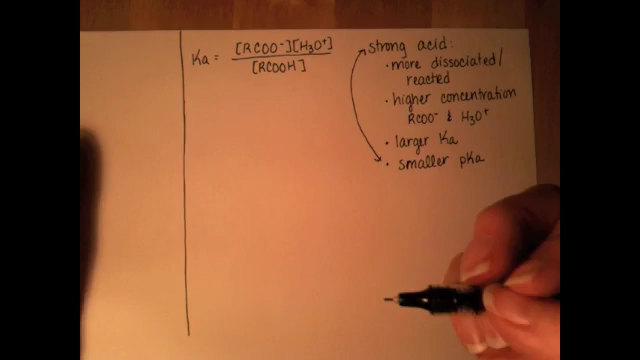 Ka = [RCOO⁻][H₃O⁺]
[RCOOH]
strong acid:
· more dissociated/
reacted
· higher concentration
RCOO⁻ & H₃O⁺
· larger Ka
· smaller pKa